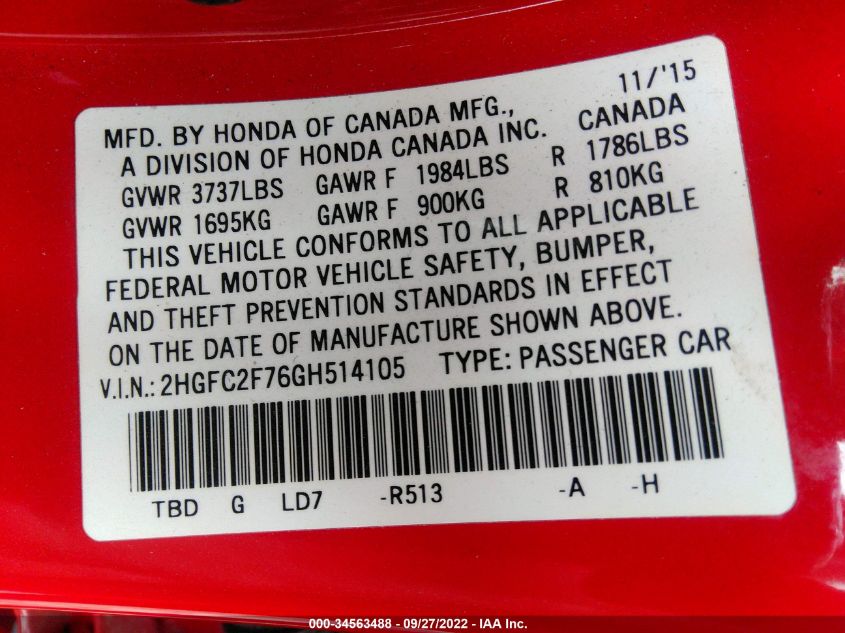 11/'15
MFD. BY HONDA OF CANADA MFG., CANADA
A DIVISION OF HONDA CANADA INC.
GVWR 3737LBS GAWR F 1984LBS R 1786LBS
GVWR 1695KG GAWR F 900KG R 810KG
THIS VEHICLE CONFORMS TO ALL APPLICABLE
FEDERAL MOTOR VEHICLE SAFETY, BUMPER,
AND THEFT PREVENTION STANDARDS IN EFFECT
ON THE DATE OF MANUFACTURE SHOWN ABOVE.
V.I.N.: 2HGFC2F76GH514105 TYPE: PASSENGER CAR
TBD G LD7 -R513 -A -H
000-34563488 - 09/27/2022 - IAA Inc.